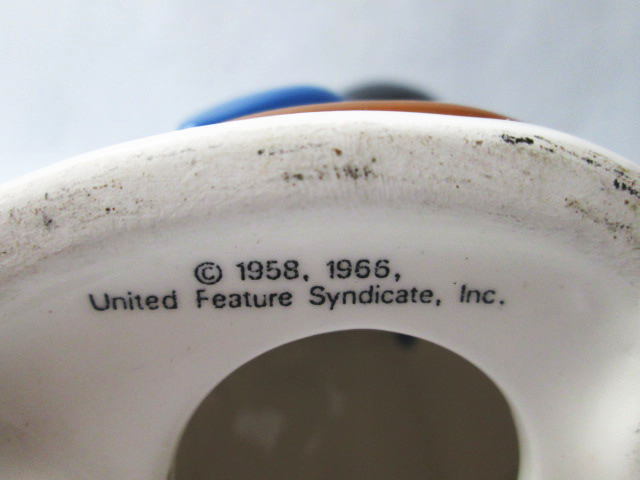 © 1958, 1966,
United Feature Syndicate, Inc.